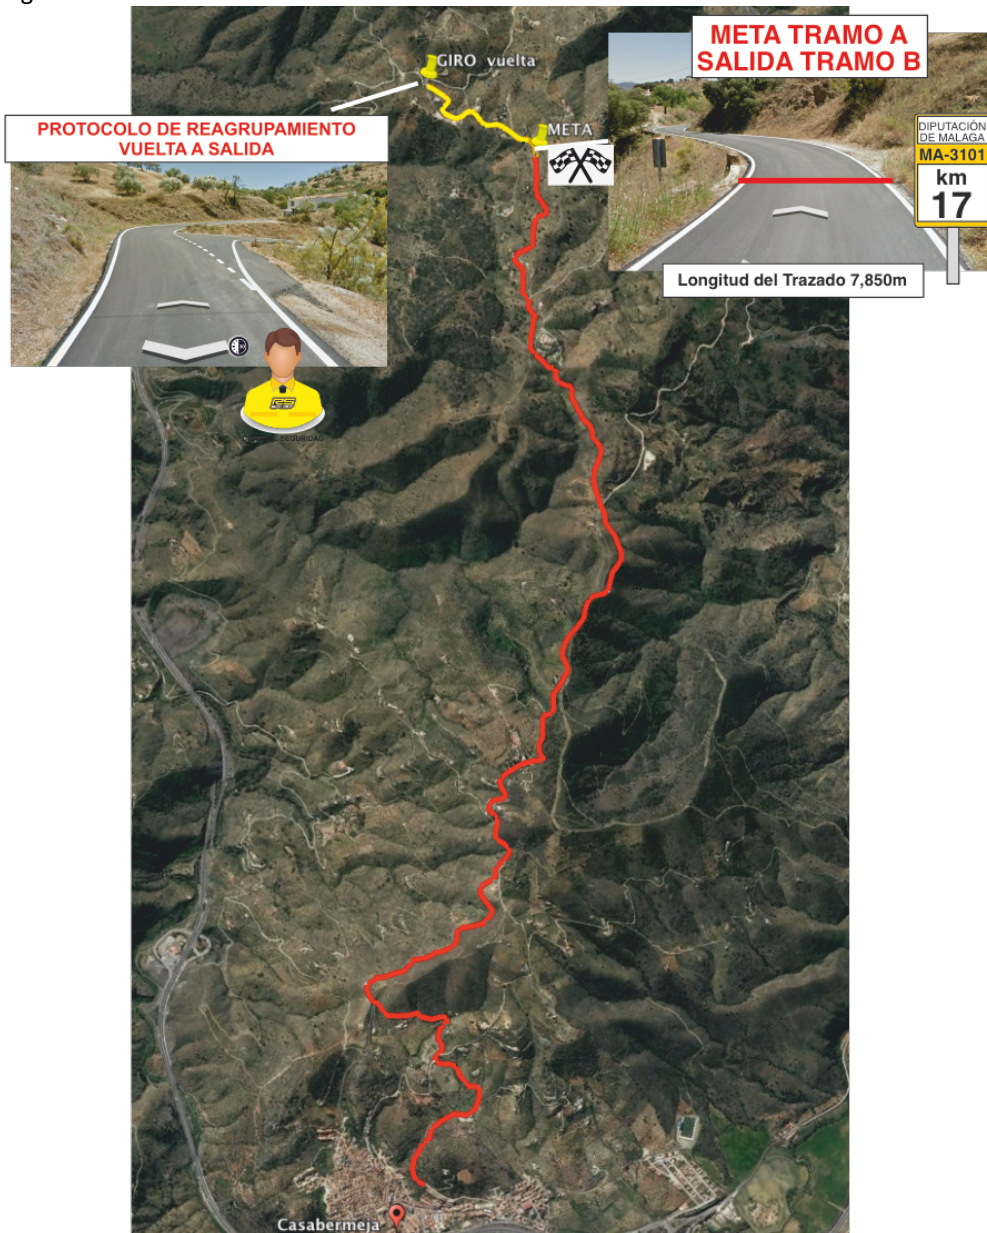 GIRO vuelta
META TRAMO A
SALIDA TRAMO B
PROTOCOLO DE REAGRUPAMIENTO
VUELTA A SALIDA
META
DIPUTACIÓN
DE MALAGA
MA-3101
km
17
Longitud del Trazado 7,850m
SEGURIDAD
Casabermeja